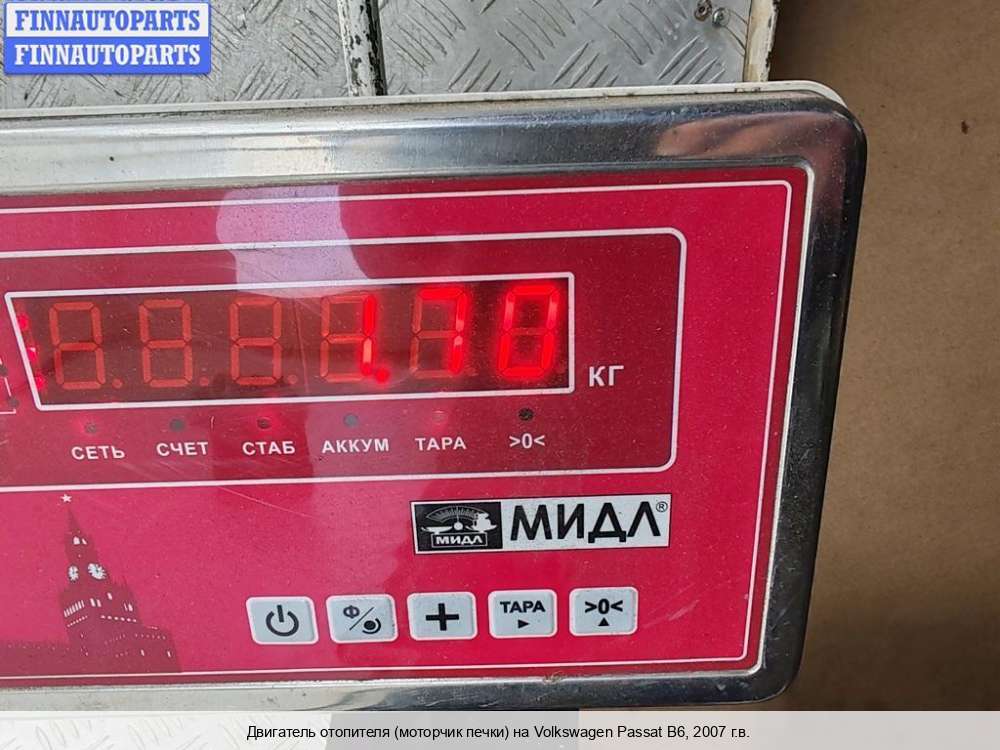 FINNAUTOPARTS
FINNAUTOPARTS
1.70
КГ
СЕТЬ СЧЕТ СТАБ АККУМ ТАРА >0<
МИДЛ МИДЛ®
Ф/ + ТАРА >0<
Двигатель отопителя (моторчик печки) на Volkswagen Passat B6, 2007 г.в.